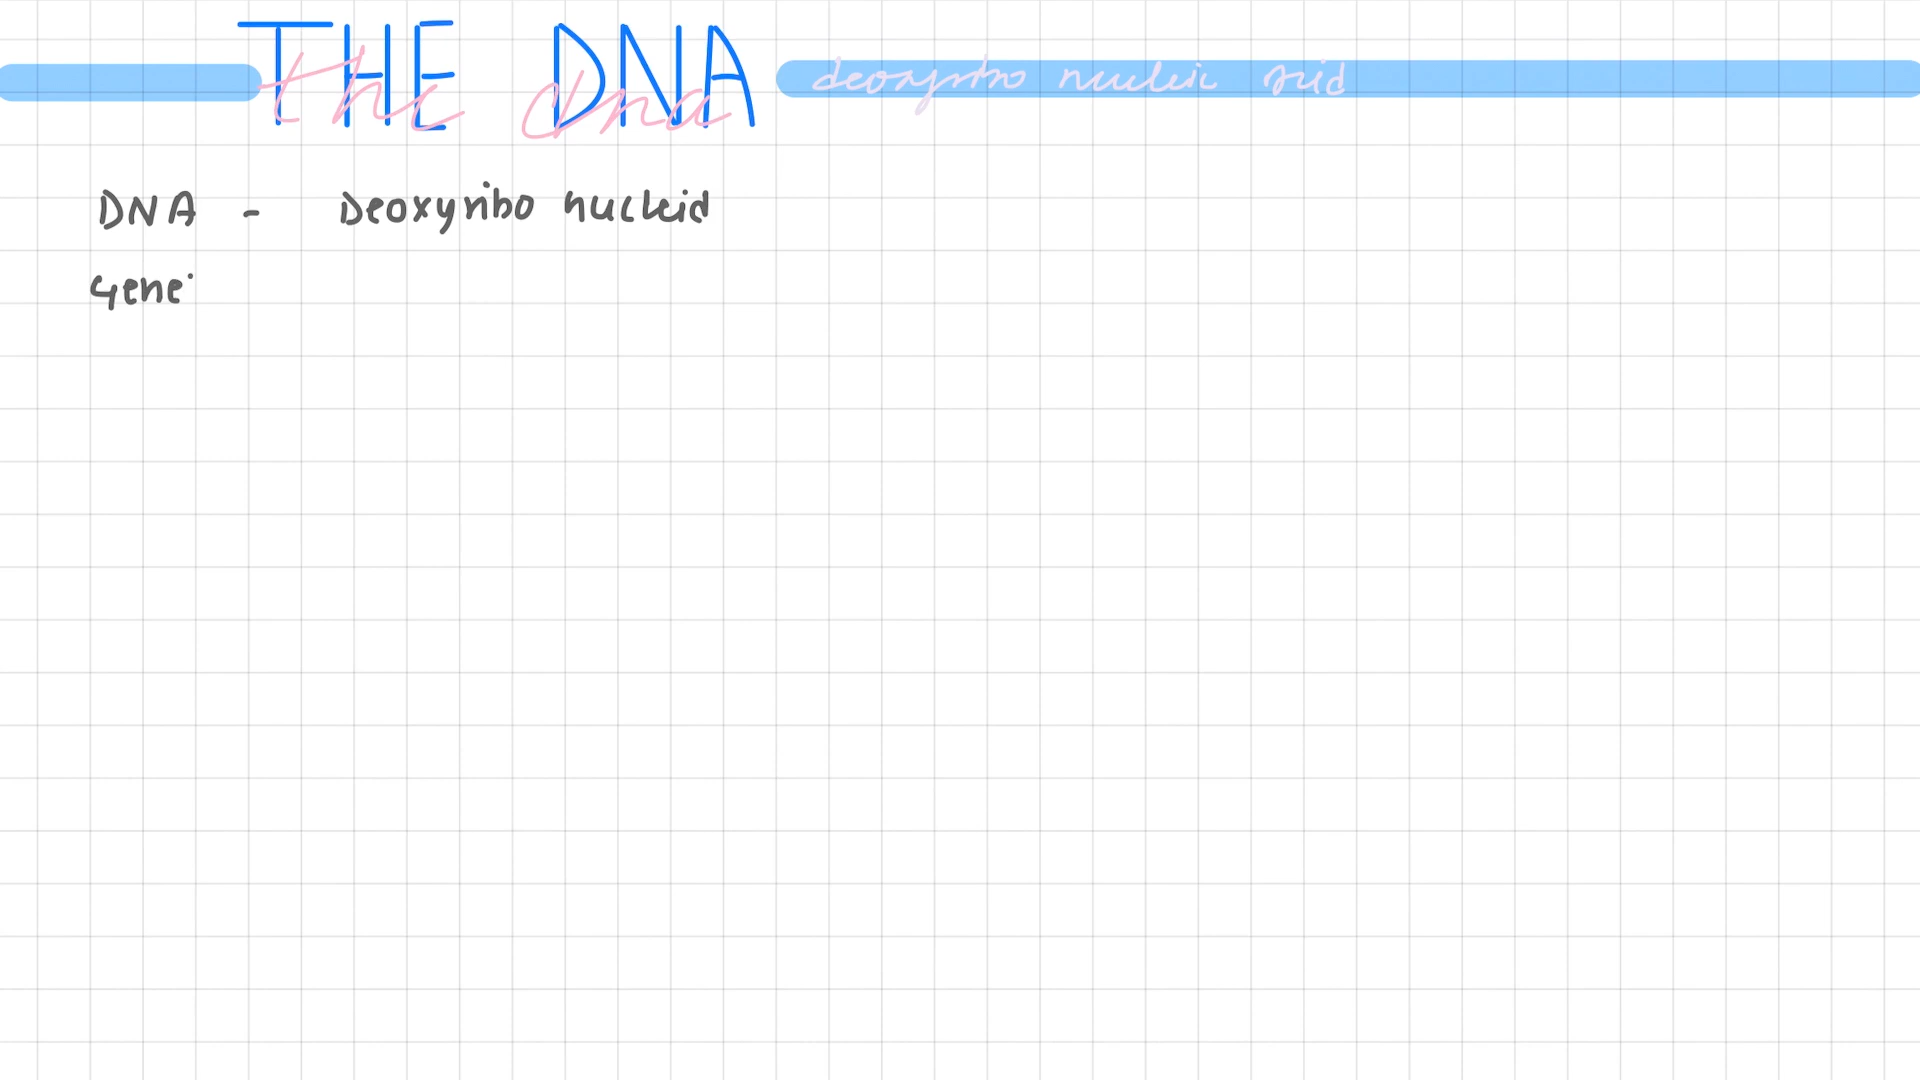 THE DNA
the dna
deoxyribo nucleic acid
DNA - Deoxyribo nucleid
Gene